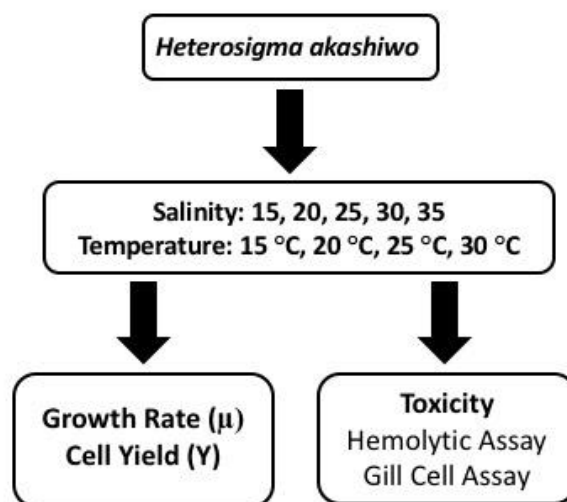 Heterosigma akashiwo
Salinity: 15, 20, 25, 30, 35
Temperature: 15 °C, 20 °C, 25 °C, 30 °C
Growth Rate (μ)
Cell Yield (Y)
Toxicity
Hemolytic Assay
Gill Cell Assay